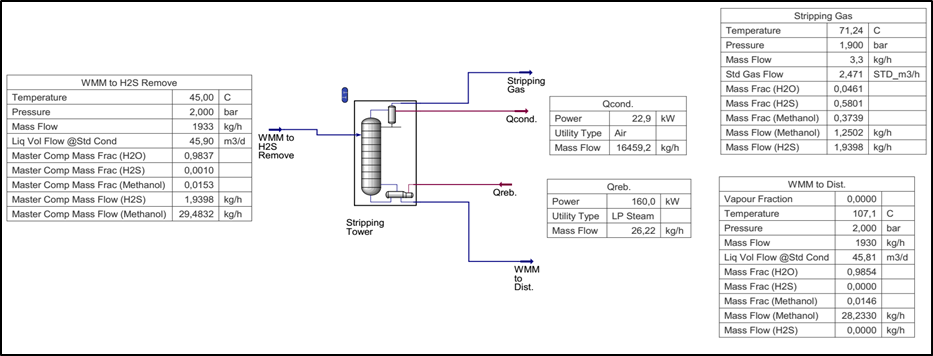 WMM to H2S Remove
Temperature 45,00 C
Pressure 2,000 bar
Mass Flow 1933 kg/h
Liq Vol Flow @Std Cond 45,90 m3/d
Master Comp Mass Frac (H2O) 0,9837
Master Comp Mass Frac (H2S) 0,0010
Master Comp Mass Frac (Methanol) 0,0153
Master Comp Mass Flow (H2S) 1,9398 kg/h
Master Comp Mass Flow (Methanol) 29,4832 kg/h
WMM to
H2S
Remove
Stripping
Tower
Stripping
Gas
Qcond.
Qreb.
WMM
to
Dist.
Qcond.
Power 22,9 kW
Utility Type Air
Mass Flow 16459,2 kg/h
Qreb.
Power 160,0 kW
Utility Type LP Steam
Mass Flow 26,22 kg/h
Stripping Gas
Temperature 71,24 C
Pressure 1,900 bar
Mass Flow 3,3 kg/h
Std Gas Flow 2,471 STD_m3/h
Mass Frac (H2O) 0,0461
Mass Frac (H2S) 0,5801
Mass Frac (Methanol) 0,3739
Mass Flow (Methanol) 1,2502 kg/h
Mass Flow (H2S) 1,9398 kg/h
WMM to Dist.
Vapour Fraction 0,0000
Temperature 107,1 C
Pressure 2,000 bar
Mass Flow 1930 kg/h
Liq Vol Flow @Std Cond 45,81 m3/d
Mass Frac (H2O) 0,9854
Mass Frac (H2S) 0,0000
Mass Frac (Methanol) 0,0146
Mass Flow (Methanol) 28,2330 kg/h
Mass Flow (H2S) 0,0000 kg/h